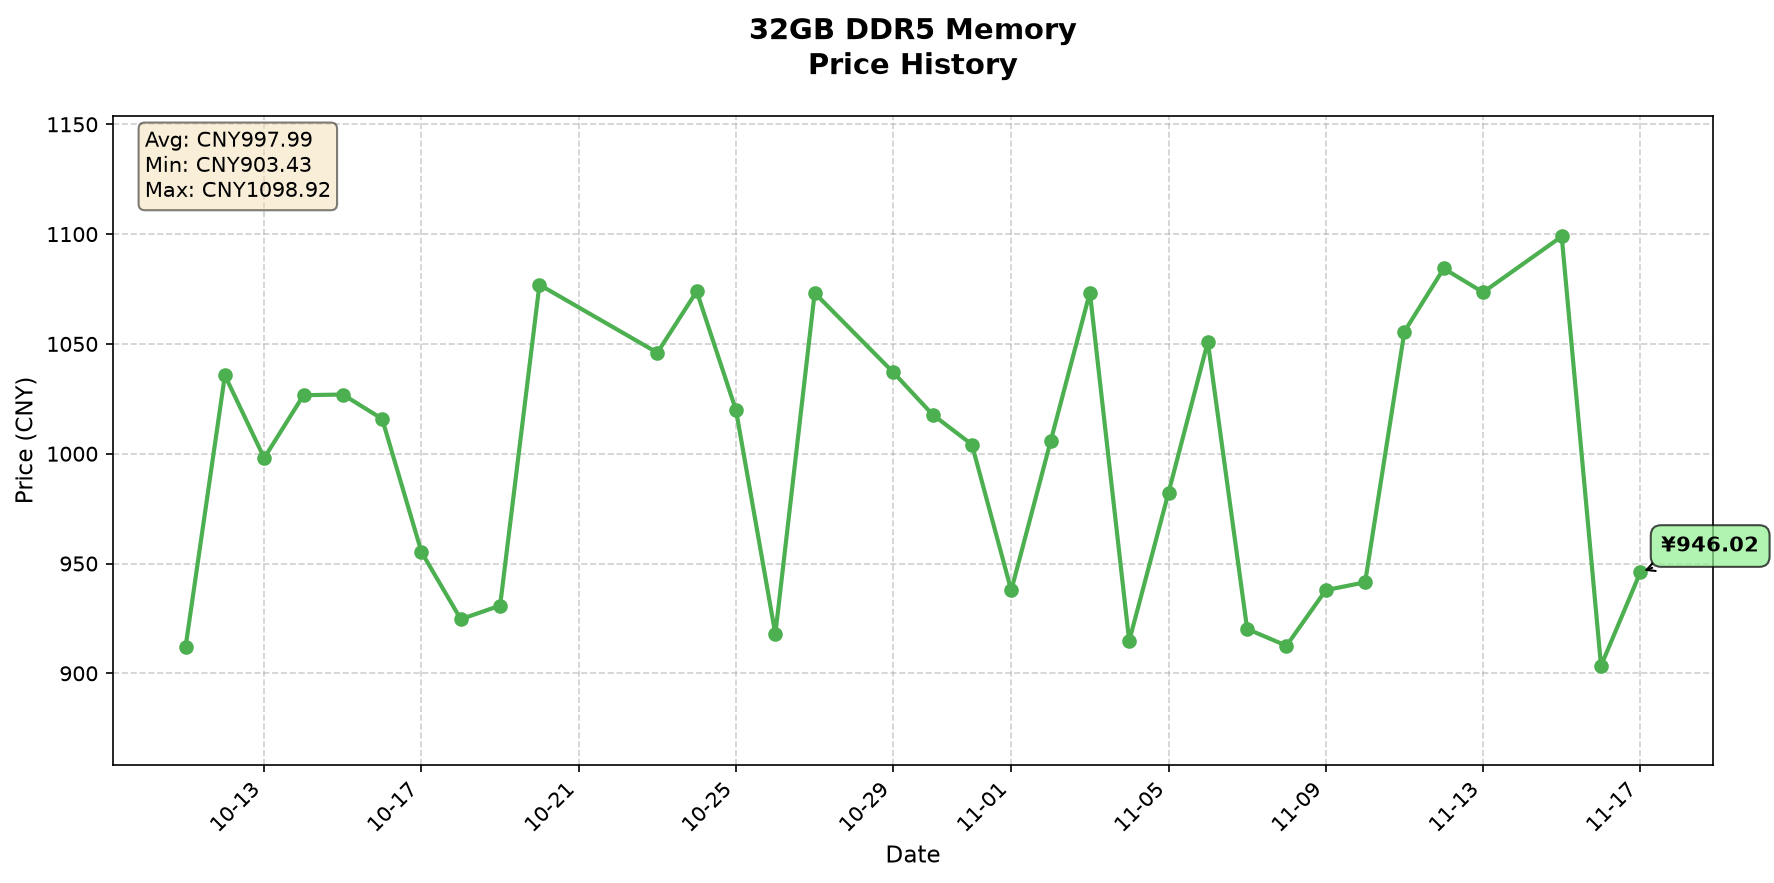 32GB DDR5 Memory
Price History
Avg: CNY997.99
Min: CNY903.43
Max: CNY1098.92
1150
1100
1050
1000
950
900
Price (CNY)
¥946.02
10-13
10-17
10-21
10-25
10-29
11-01
11-05
11-09
11-13
11-17
Date